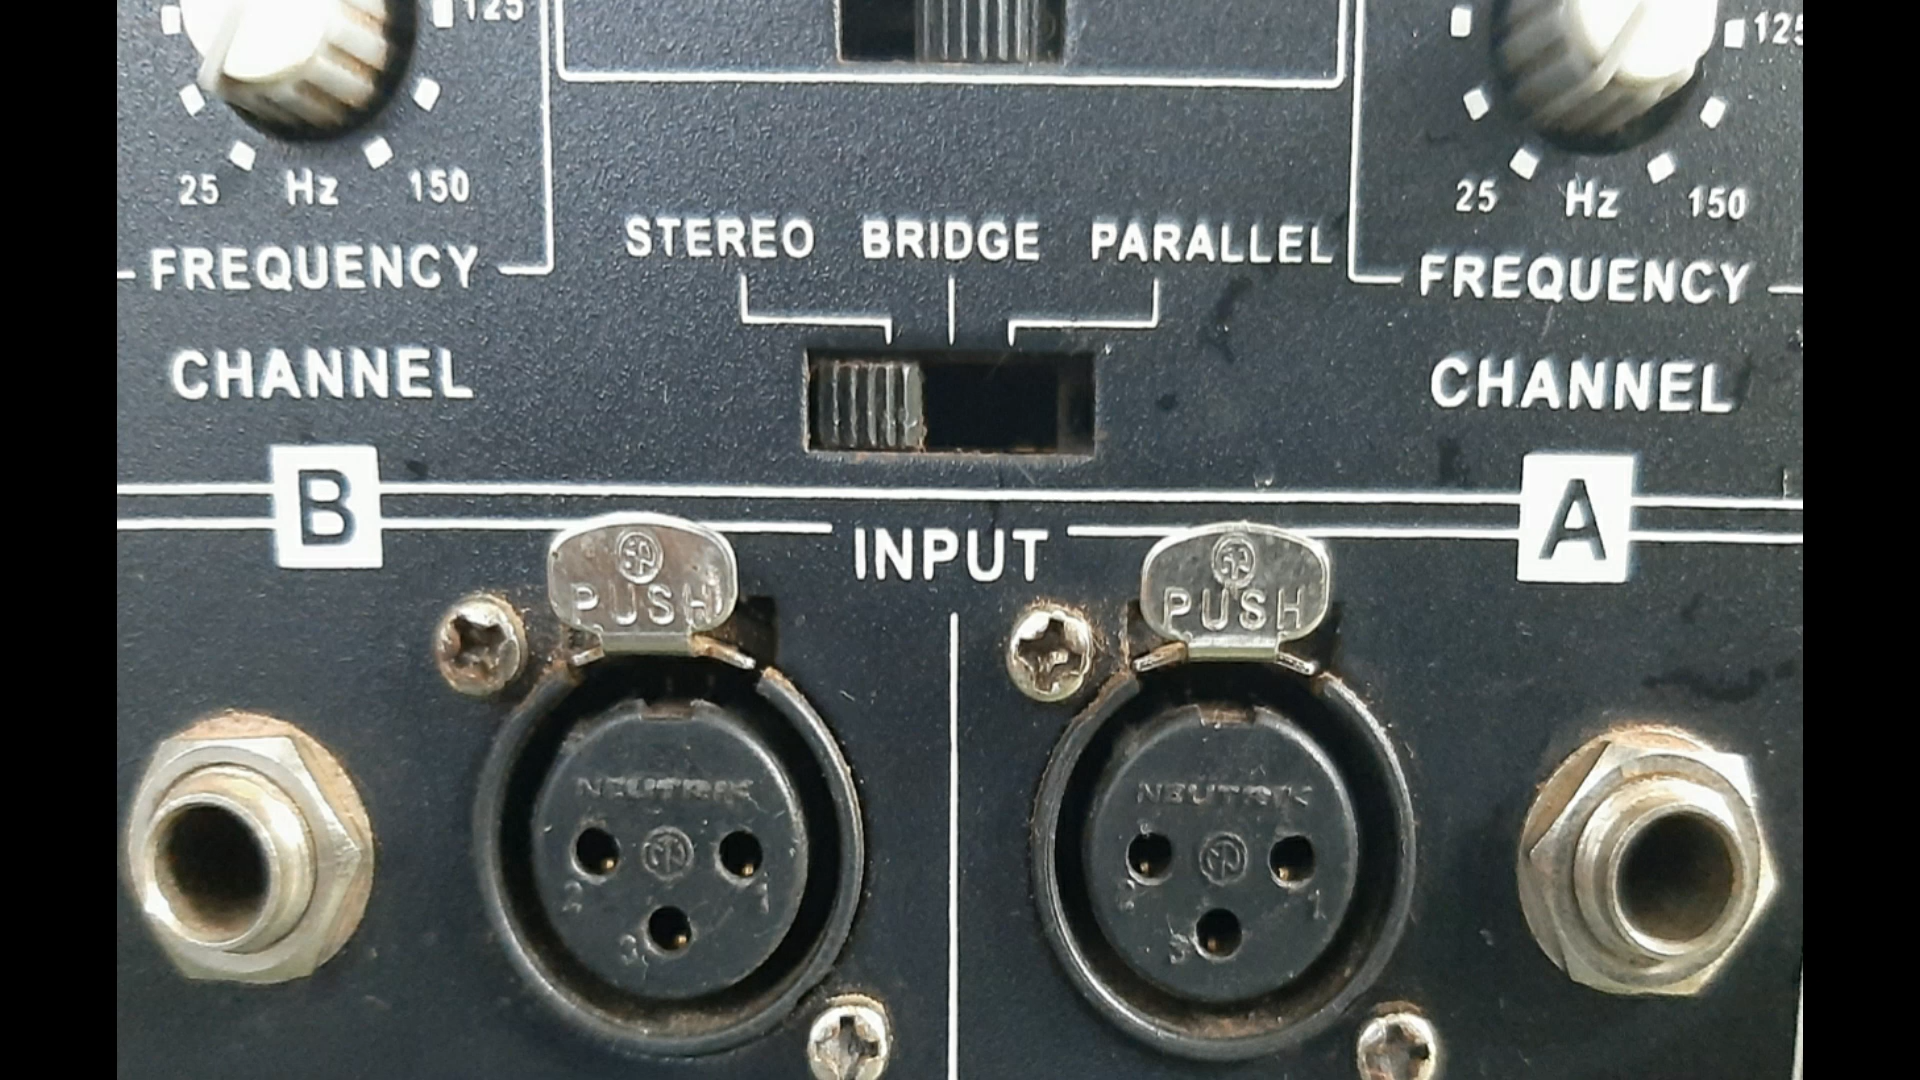 125 125
25 Hz 150 25 Hz 150
STEREO BRIDGE PARALLEL
FREQUENCY FREQUENCY
CHANNEL CHANNEL
B A
INPUT
PUSH PUSH
NEUTRIK NEUTRIK
2 1 2 1
3 3